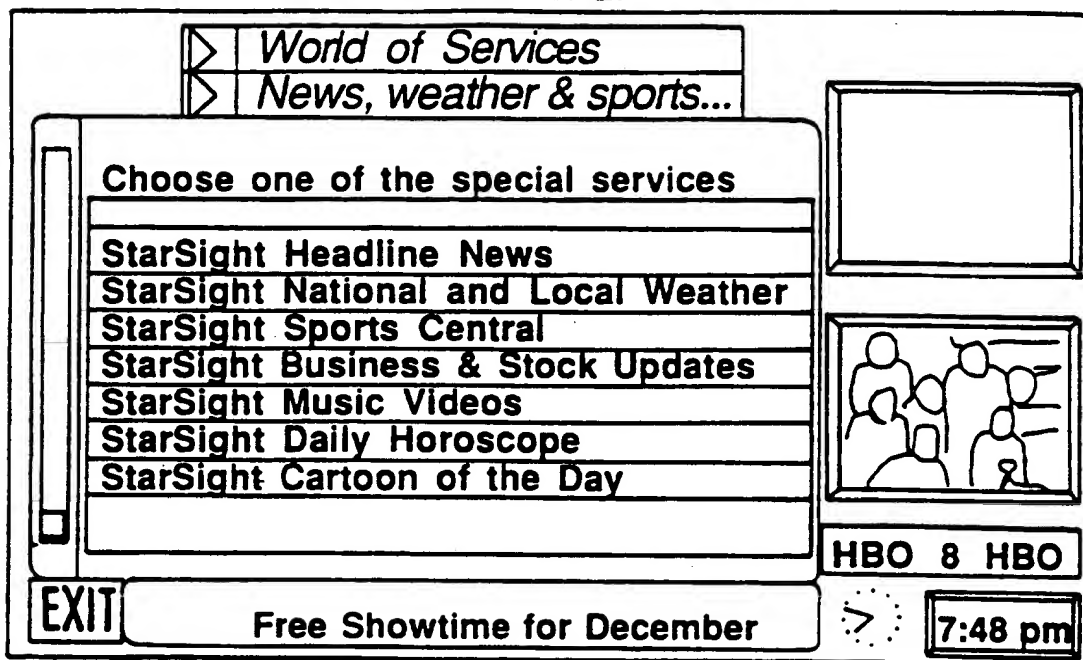 World of Services
News, weather & sports...
Choose one of the special services
StarSight Headline News
StarSight National and Local Weather
StarSight Sports Central
StarSight Business & Stock Updates
StarSight Music Videos
StarSight Daily Horoscope
StarSight Cartoon of the Day
HBO 8 HBO
EXIT
Free Showtime for December
7:48 pm